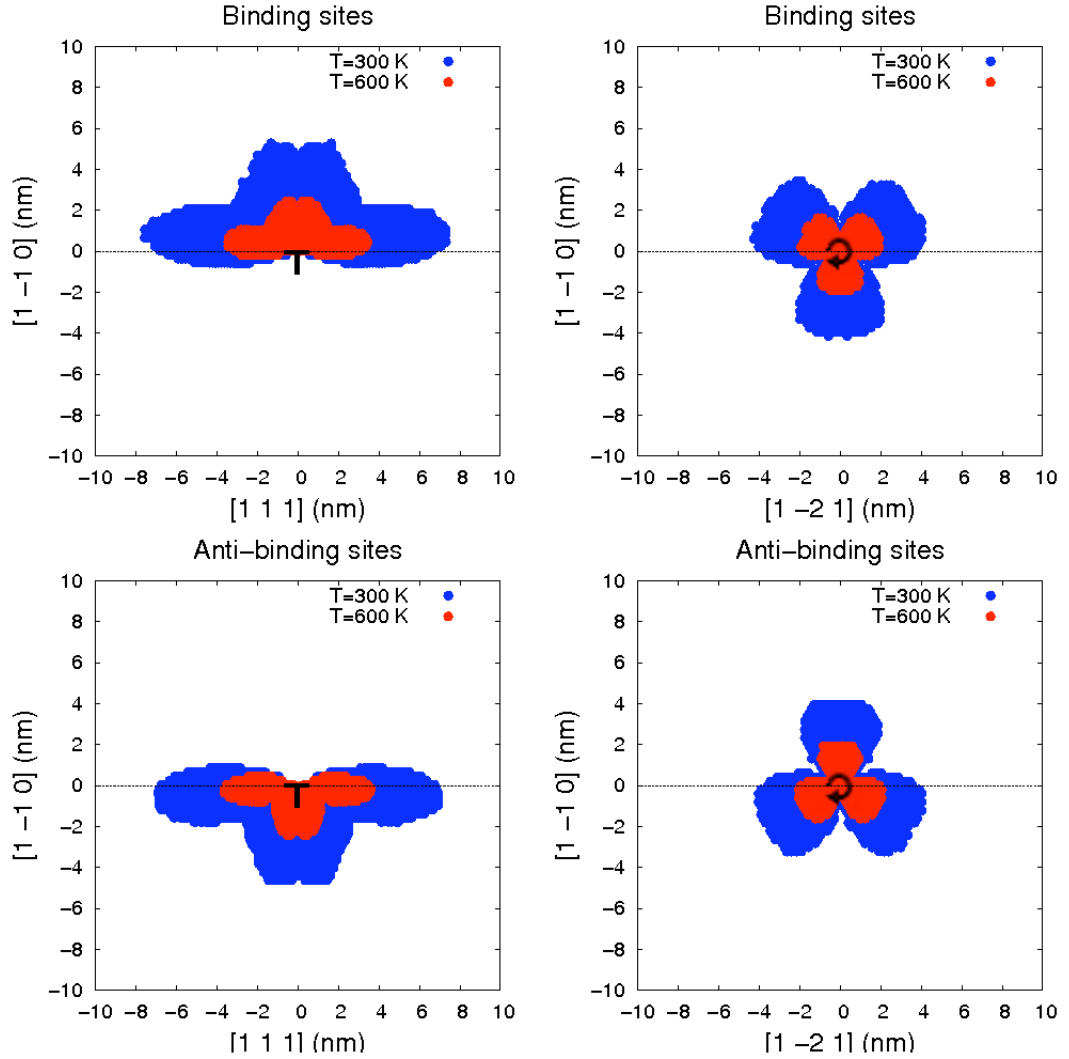 Binding sites
T=300 K
T=600 K
10
8
6
4
2
0
−2
−4
−6
−8
−10
[1 −1 0] (nm)
−10 −8 −6 −4 −2 0 2 4 6 8 10
[1 1 1] (nm)
Binding sites
T=300 K
T=600 K
10
8
6
4
2
0
−2
−4
−6
−8
−10
[1 −1 0] (nm)
−10 −8 −6 −4 −2 0 2 4 6 8 10
[1 −2 1] (nm)
Anti−binding sites
T=300 K
T=600 K
10
8
6
4
2
0
−2
−4
−6
−8
−10
[1 −1 0] (nm)
−10 −8 −6 −4 −2 0 2 4 6 8 10
[1 1 1] (nm)
Anti−binding sites
T=300 K
T=600 K
10
8
6
4
2
0
−2
−4
−6
−8
−10
[1 −1 0] (nm)
−10 −8 −6 −4 −2 0 2 4 6 8 10
[1 −2 1] (nm)